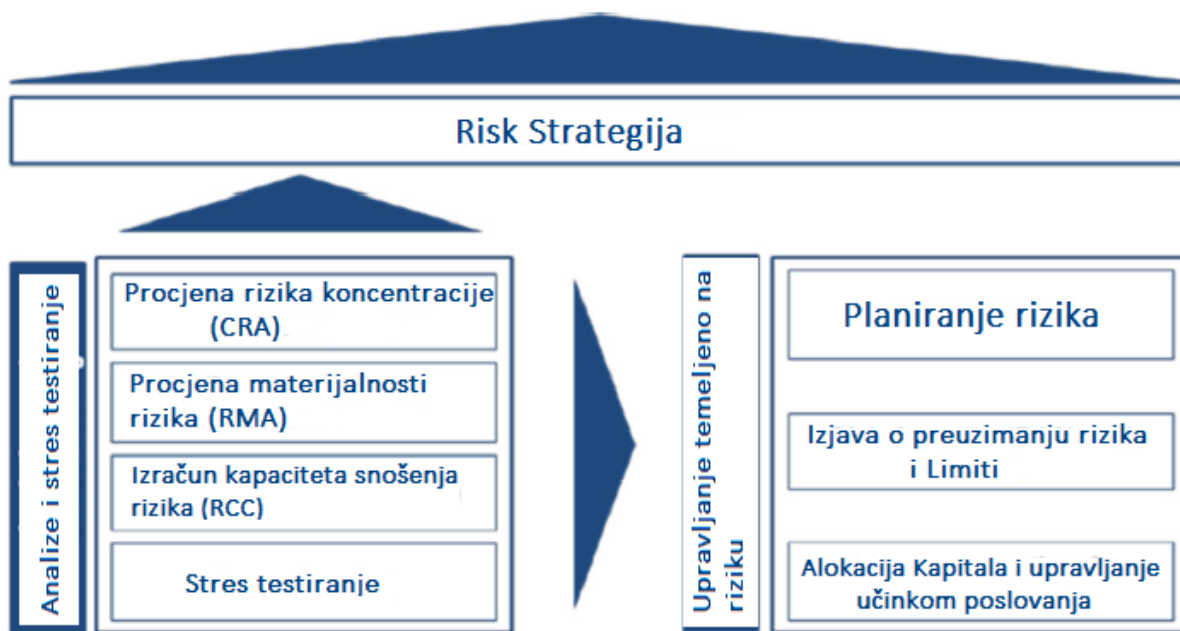 Risk Strategija
Analize i stres testiranje
Procjena rizika koncentracije
(CRA)
Procjena materijalnosti
rizika (RMA)
Izračun kapaciteta snošenja
rizika (RCC)
Stres testiranje
Upravljanje temeljeno na
riziku
Planiranje rizika
Izjava o preuzimanju rizika
i Limiti
Alokacija Kapitala i upravljanje
učinkom poslovanja